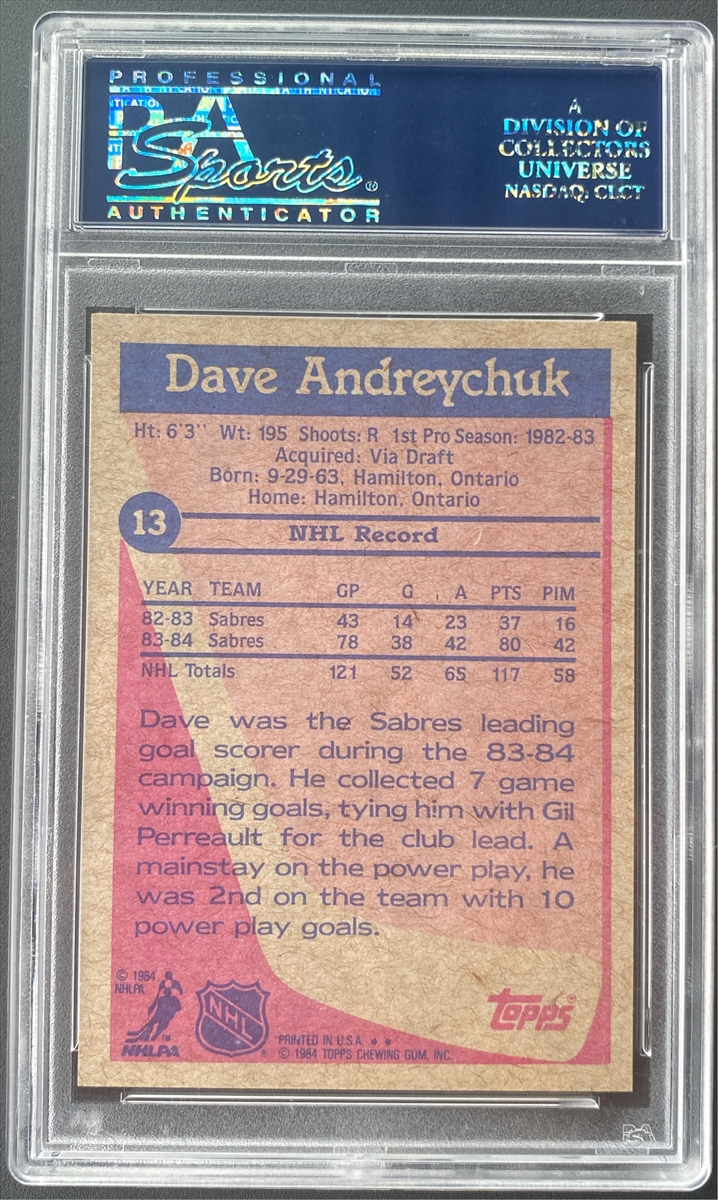 PROFESSIONAL
PSA
Sports®
AUTHENTICATOR
A
DIVISION OF
COLLECTORS
UNIVERSE
NASDAQ: CLCT
Dave Andreychuk
Ht: 6'3'' Wt: 195 Shoots: R 1st Pro Season: 1982-83
Acquired: Via Draft
Born: 9-29-63, Hamilton, Ontario
Home: Hamilton, Ontario
13
NHL Record
YEAR TEAM GP G A PTS PIM
82-83 Sabres 43 14 23 37 16
83-84 Sabres 78 38 42 80 42
NHL Totals 121 52 65 117 58
Dave was the Sabres leading
goal scorer during the 83-84
campaign. He collected 7 game
winning goals, tying him with Gil
Perreault for the club lead. A
mainstay on the power play, he
was 2nd on the team with 10
power play goals.
© 1984
NHLPA
™
NHLPA
NHL
®
topps®
PRINTED IN U.S.A. * *
© 1984 TOPPS CHEWING GUM, INC.
PSA